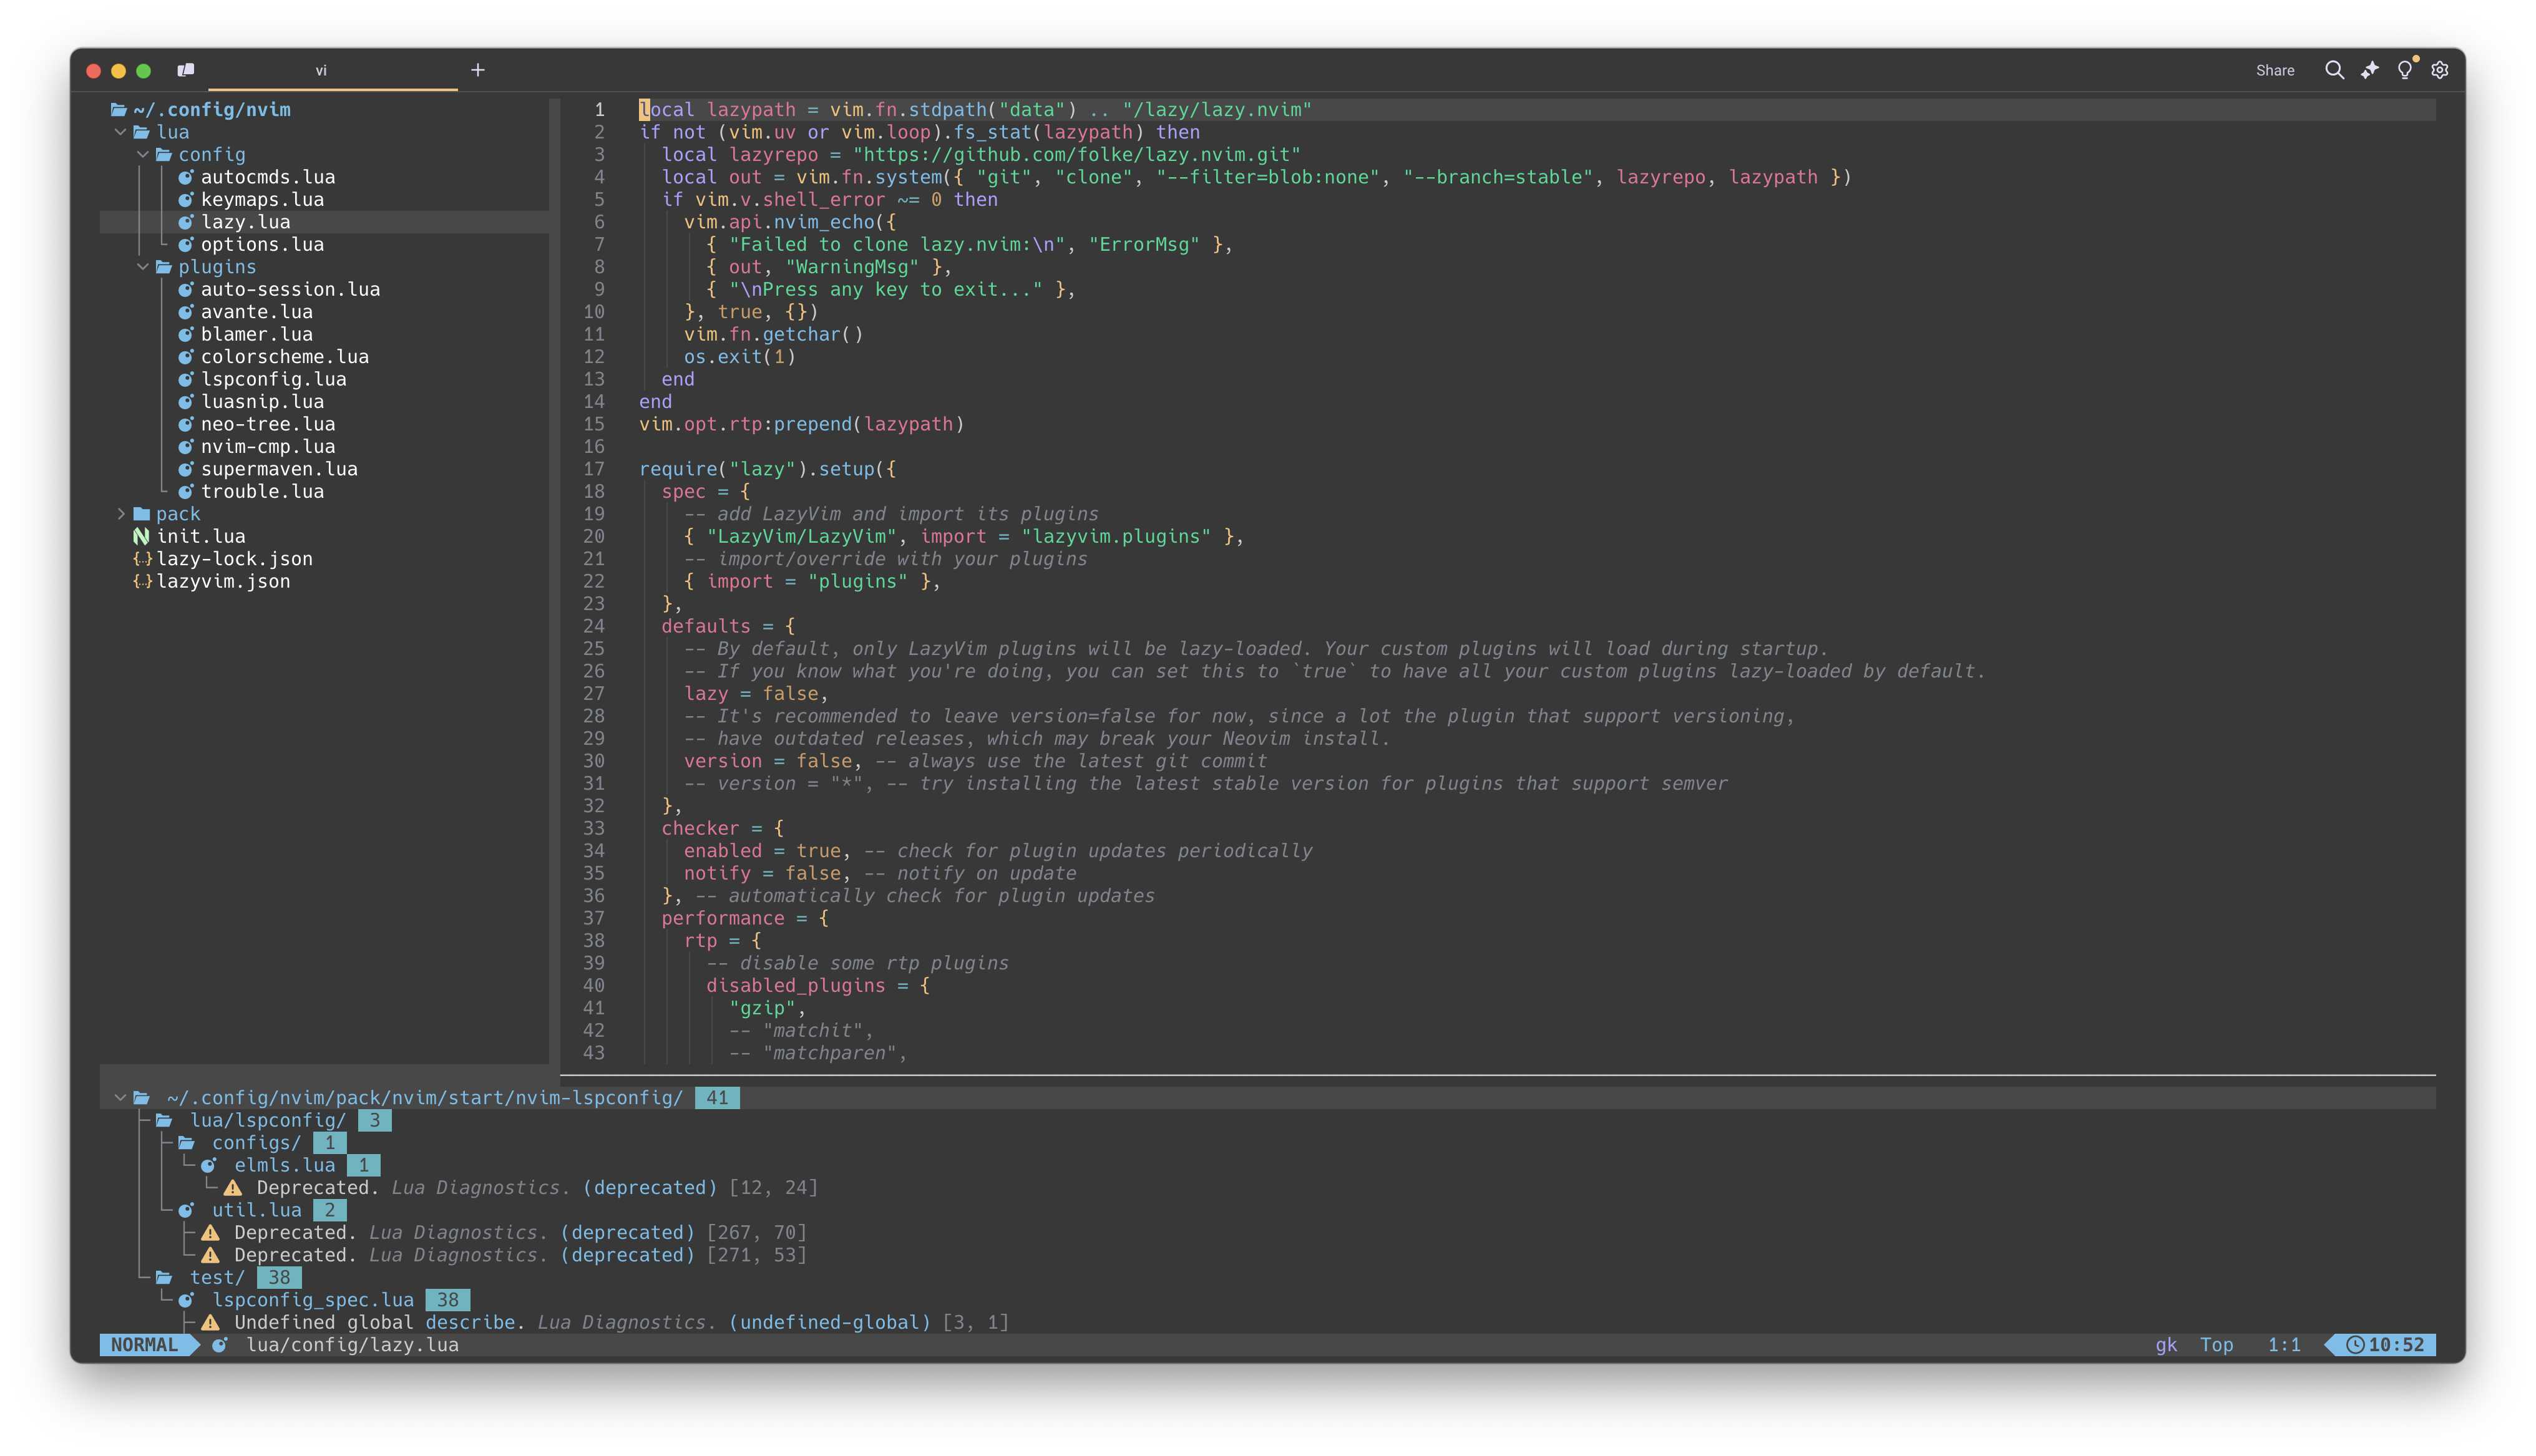 vi
+
Share
~/.config/nvim
lua
config
autocmds.lua
keymaps.lua
lazy.lua
options.lua
plugins
auto-session.lua
avante.lua
blamer.lua
colorscheme.lua
lspconfig.lua
luasnip.lua
neo-tree.lua
nvim-cmp.lua
supermaven.lua
trouble.lua
pack
init.lua
lazy-lock.json
lazyvim.json
1 local lazypath = vim.fn.stdpath("data") .. "/lazy/lazy.nvim"
2 if not (vim.uv or vim.loop).fs_stat(lazypath) then
3   local lazyrepo = "https://github.com/folke/lazy.nvim.git"
4   local out = vim.fn.system({ "git", "clone", "--filter=blob:none", "--branch=stable", lazyrepo, lazypath })
5   if vim.v.shell_error ~= 0 then
6     vim.api.nvim_echo({
7       { "Failed to clone lazy.nvim:\n", "ErrorMsg" },
8       { out, "WarningMsg" },
9       { "\nPress any key to exit..." },
10     }, true, {})
11     vim.fn.getchar()
12     os.exit(1)
13   end
14 end
15 vim.opt.rtp:prepend(lazypath)
16
17 require("lazy").setup({
18   spec = {
19     -- add LazyVim and import its plugins
20     { "LazyVim/LazyVim", import = "lazyvim.plugins" },
21     -- import/override with your plugins
22     { import = "plugins" },
23   },
24   defaults = {
25     -- By default, only LazyVim plugins will be lazy-loaded. Your custom plugins will load during startup.
26     -- If you know what you're doing, you can set this to `true` to have all your custom plugins lazy-loaded by default.
27     lazy = false,
28     -- It's recommended to leave version=false for now, since a lot the plugin that support versioning,
29     -- have outdated releases, which may break your Neovim install.
30     version = false, -- always use the latest git commit
31     -- version = "*", -- try installing the latest stable version for plugins that support semver
32   },
33   checker = {
34     enabled = true, -- check for plugin updates periodically
35     notify = false, -- notify on update
36   }, -- automatically check for plugin updates
37   performance = {
38     rtp = {
39       -- disable some rtp plugins
40       disabled_plugins = {
41         "gzip",
42         -- "matchit",
43         -- "matchparen",
~/.config/nvim/pack/nvim/start/nvim-lspconfig/ 41
lua/lspconfig/ 3
configs/ 1
elmls.lua 1
Deprecated. Lua Diagnostics. (deprecated) [12, 24]
util.lua 2
Deprecated. Lua Diagnostics. (deprecated) [267, 70]
Deprecated. Lua Diagnostics. (deprecated) [271, 53]
test/ 38
lspconfig_spec.lua 38
Undefined global describe. Lua Diagnostics. (undefined-global) [3, 1]
NORMAL lua/config/lazy.lua gk Top 1:1 10:52